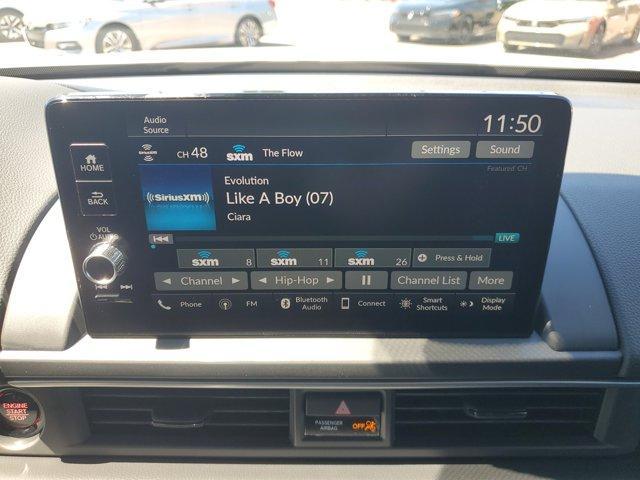 Audio
Source
11:50
HOME
BACK
VOL
AUDIO
SiriusXM
CH 48
sxm
The Flow
Settings
Sound
Featured CH
((SiriusXM))
Evolution
Like A Boy (07)
Ciara
LIVE
sxm 8
sxm 11
sxm 26
Press & Hold
Channel
Hip-Hop
Channel List
More
Phone
FM
Bluetooth
Audio
Connect
Smart
Shortcuts
Display
Mode
ENGINE
START
STOP
PASSENGER
AIRBAG
OFF